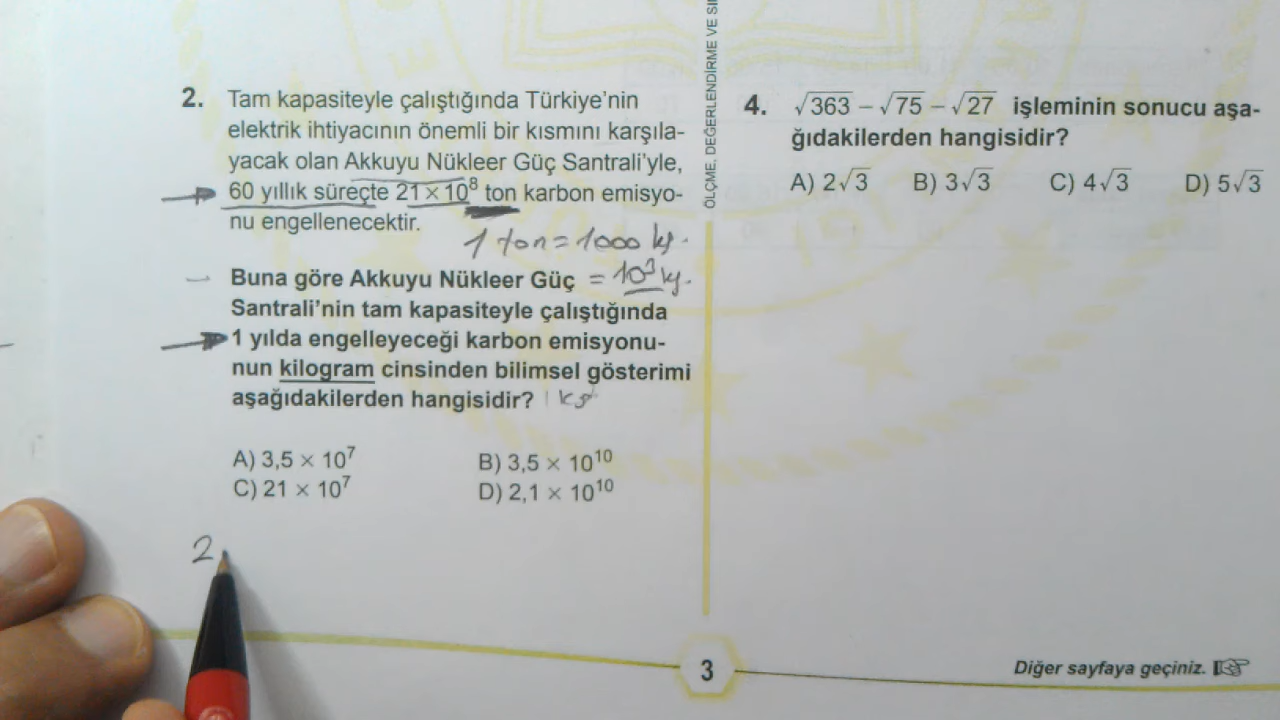 2. Tam kapasiteyle çalıştığında Türkiye'nin
elektrik ihtiyacının önemli bir kısmını karşıla-
yacak olan Akkuyu Nükleer Güç Santrali'yle,
60 yıllık süreçte 21 × 10⁸ ton karbon emisyo-
nu engellenecektir.
1 ton = 1000 kg.
= 10³ kg.
Buna göre Akkuyu Nükleer Güç
Santrali'nin tam kapasiteyle çalıştığında
1 yılda engelleyeceği karbon emisyonu-
nun kilogram cinsinden bilimsel gösterimi
aşağıdakilerden hangisidir? kg
A) 3,5 × 10⁷ B) 3,5 × 10¹⁰
C) 21 × 10⁷ D) 2,1 × 10¹⁰
2
ÖLÇME, DEĞERLENDİRME VE
4. √363 – √75 – √27 işleminin sonucu aşa-
ğıdakilerden hangisidir?
A) 2√3 B) 3√3 C) 4√3 D) 5√3
3
Diğer sayfaya geçiniz.